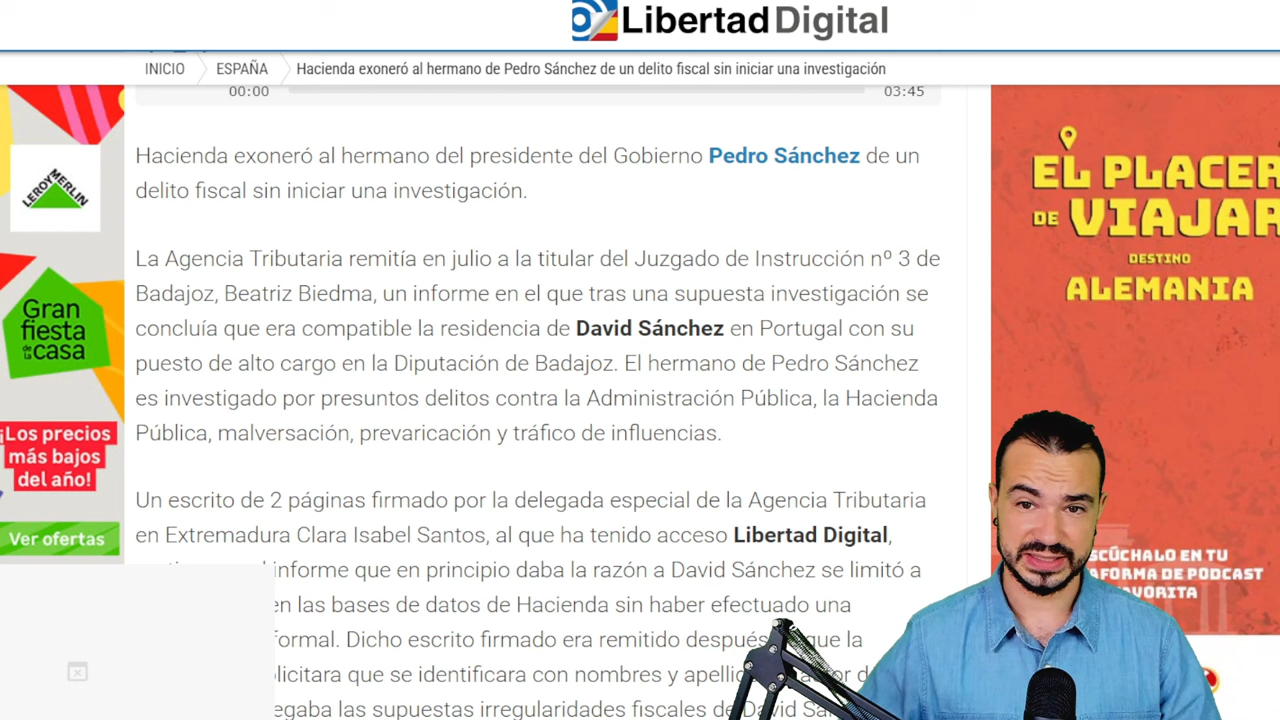 Libertad Digital
INICIO
ESPAÑA
Hacienda exoneró al hermano de Pedro Sánchez de un delito fiscal sin iniciar una investigación
00:00
03:45
Hacienda exoneró al hermano del presidente del Gobierno Pedro Sánchez de un
delito fiscal sin iniciar una investigación.
La Agencia Tributaria remitía en julio a la titular del Juzgado de Instrucción nº 3 de
Badajoz, Beatriz Biedma, un informe en el que tras una supuesta investigación se
concluía que era compatible la residencia de David Sánchez en Portugal con su
puesto de alto cargo en la Diputación de Badajoz. El hermano de Pedro Sánchez
es investigado por presuntos delitos contra la Administración Pública, la Hacienda
Pública, malversación, prevaricación y tráfico de influencias.
Un escrito de 2 páginas firmado por la delegada especial de la Agencia Tributaria
en Extremadura Clara Isabel Santos, al que ha tenido acceso Libertad Digital,
informe que en principio daba la razón a David Sánchez se limitó a
en las bases de datos de Hacienda sin haber efectuado una
formal. Dicho escrito firmado era remitido después que la
licitara que se identificara con nombres y apellid
egaba las supuestas irregularidades fiscales de David
LEROY MERLIN
Gran
fiesta
de la
casa
¡Los precios
más bajos
del año!
Ver ofertas
EL PLACER
DE VIAJAR
DESTINO
ALEMANIA
SCÚCHALO EN TU
AFORMA DE PODCAST
AVORITA